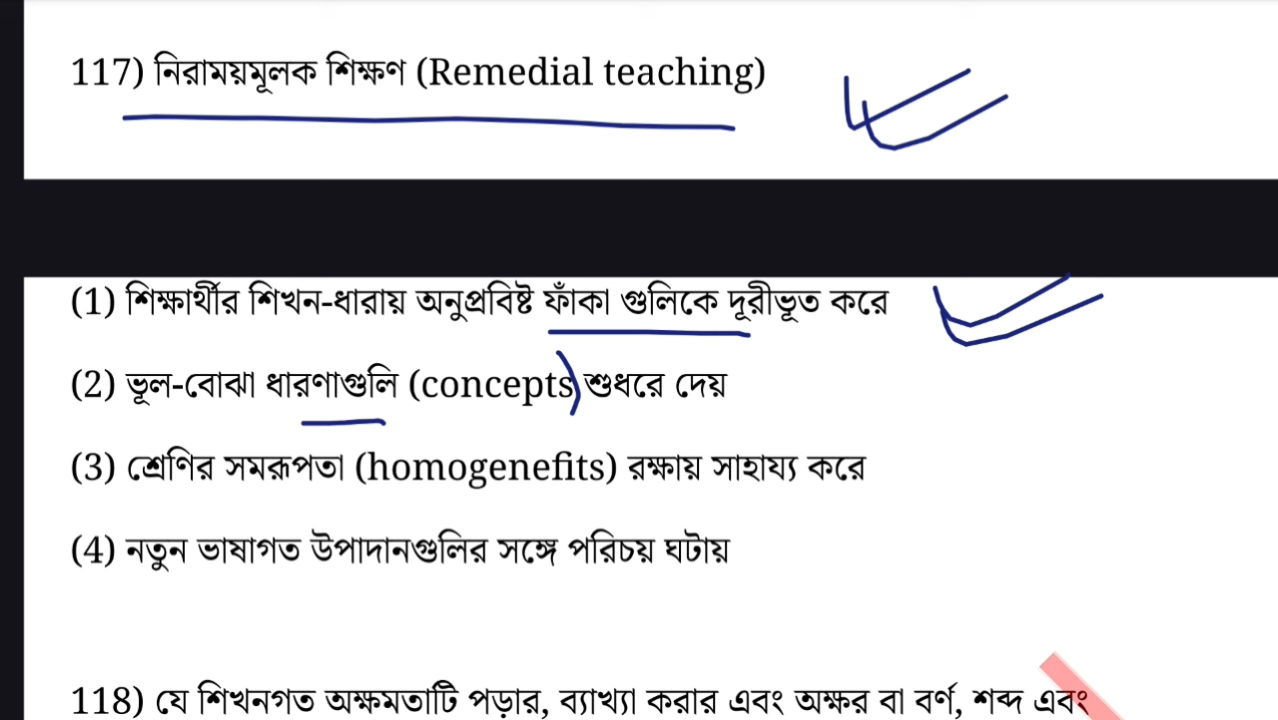 117) নিরাময়মূলক শিক্ষণ (Remedial teaching)
(1) শিক্ষার্থীর শিখন-ধারায় অনুপ্রবিষ্ট ফাঁকা গুলিকে দূরীভূত করে
(2) ভূল-বোঝা ধারণাগুলি (concepts) শুধরে দেয়
(3) শ্রেণির সমরূপতা (homogenefits) রক্ষায় সাহায্য করে
(4) নতুন ভাষাগত উপাদানগুলির সঙ্গে পরিচয় ঘটায়
118) যে শিখনগত অক্ষমতাটি পড়ার, ব্যাখ্যা করার এবং অক্ষর বা বর্ণ, শব্দ এবং